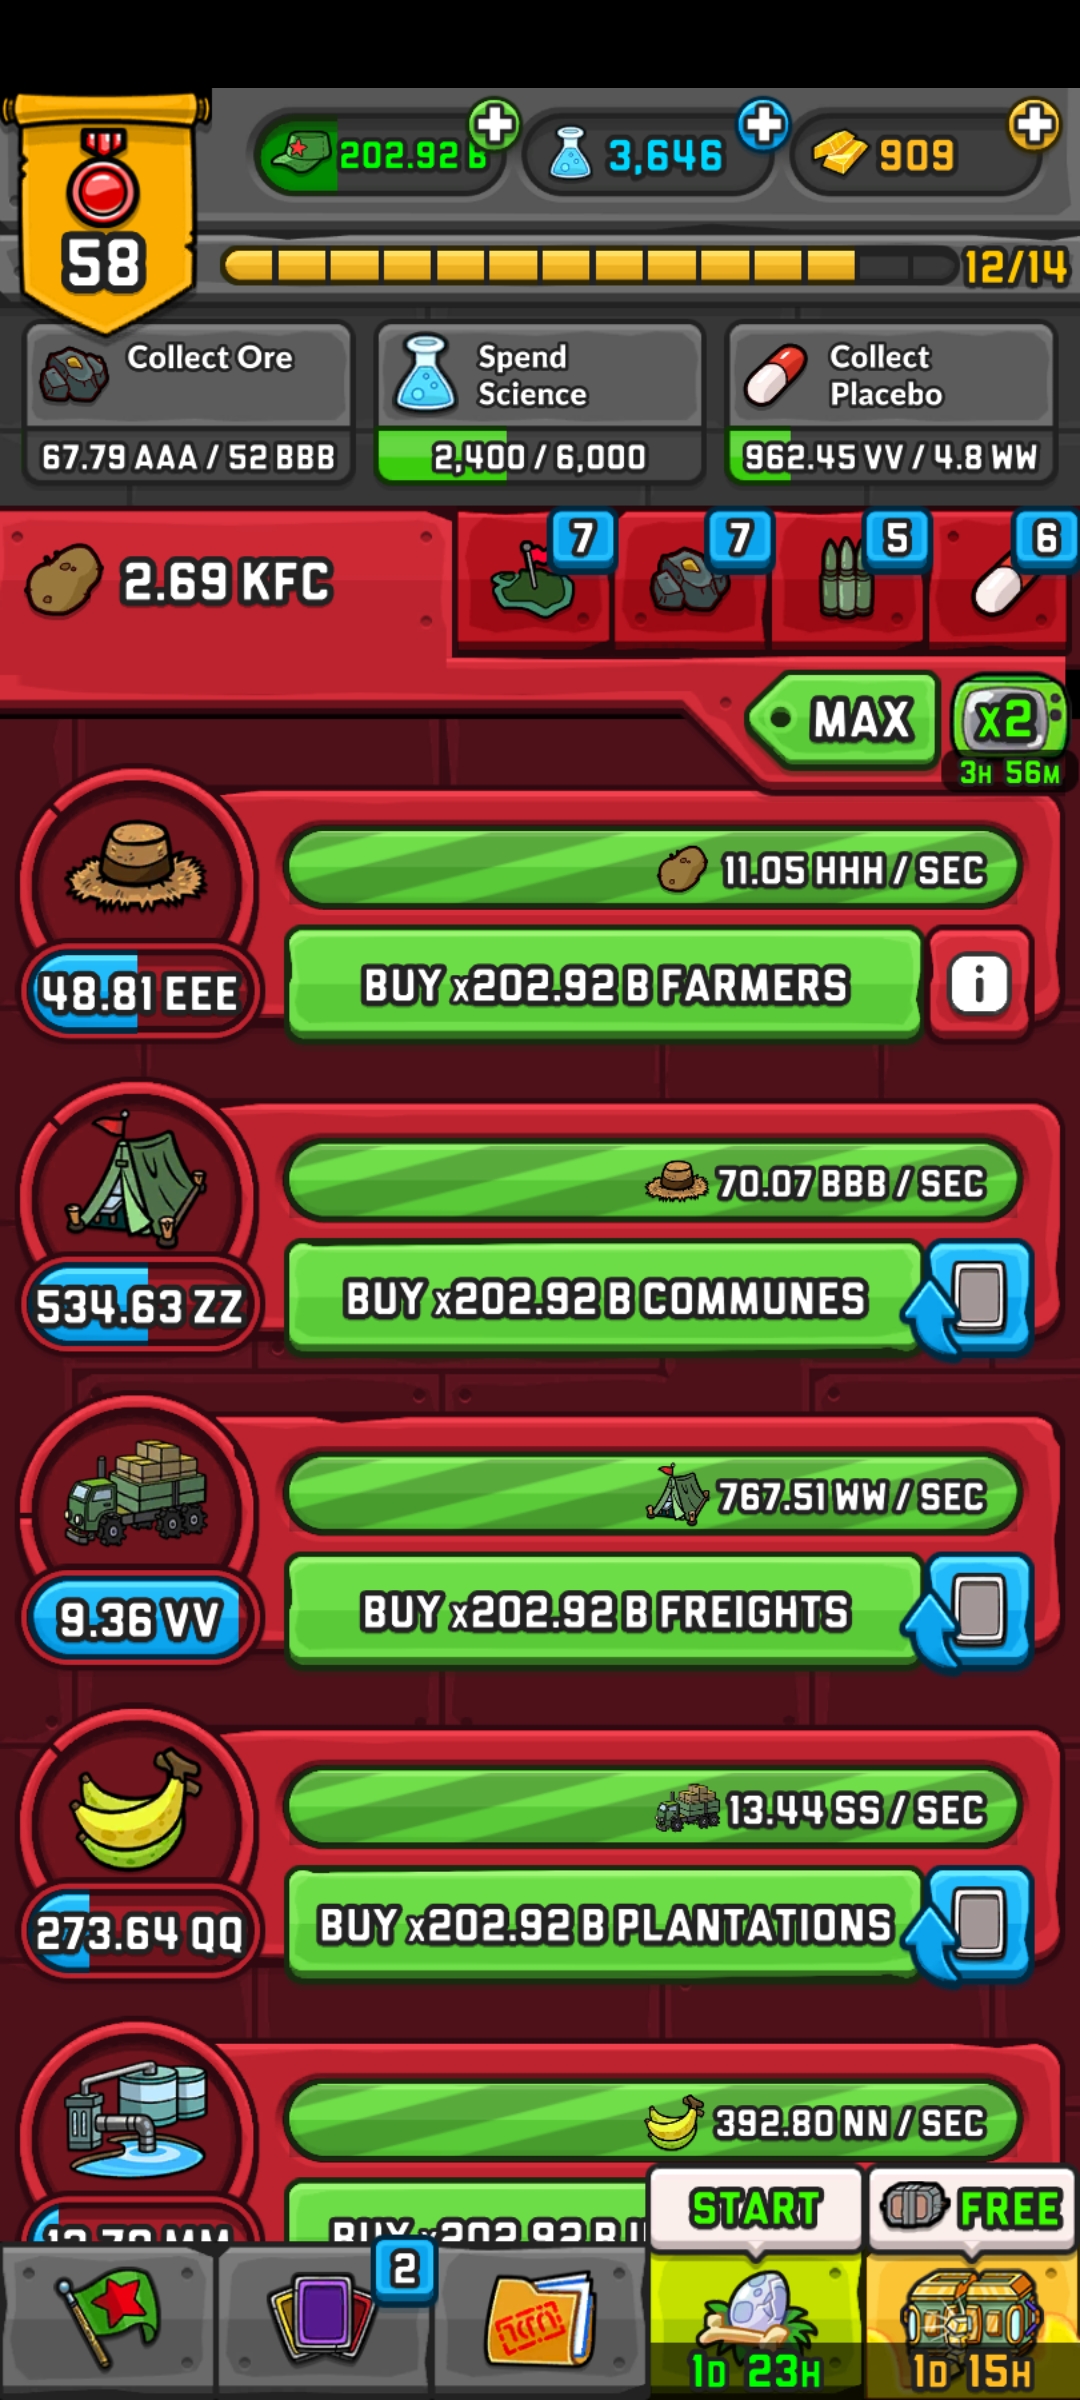 58
202.92 B
3,646
909
12/14
Collect Ore
67.79 AAA / 52 BBB
Spend
Science
2,400 / 6,000
Collect
Placebo
962.45 VV / 4.8 WW
2.69 KFC
7
7
5
6
MAX
x2
3H 56M
11.05 HHH / SEC
48.81 EEE
BUY x202.92 B FARMERS
i
70.07 BBB / SEC
534.63 ZZ
BUY x202.92 B COMMUNES
767.51 WW / SEC
9.36 VV
BUY x202.92 B FREIGHTS
13.44 SS / SEC
273.64 QQ
BUY x202.92 B PLANTATIONS
392.80 NN / SEC
BUY x202.92 B
START
FREE
2
1D 23H
1D 15H